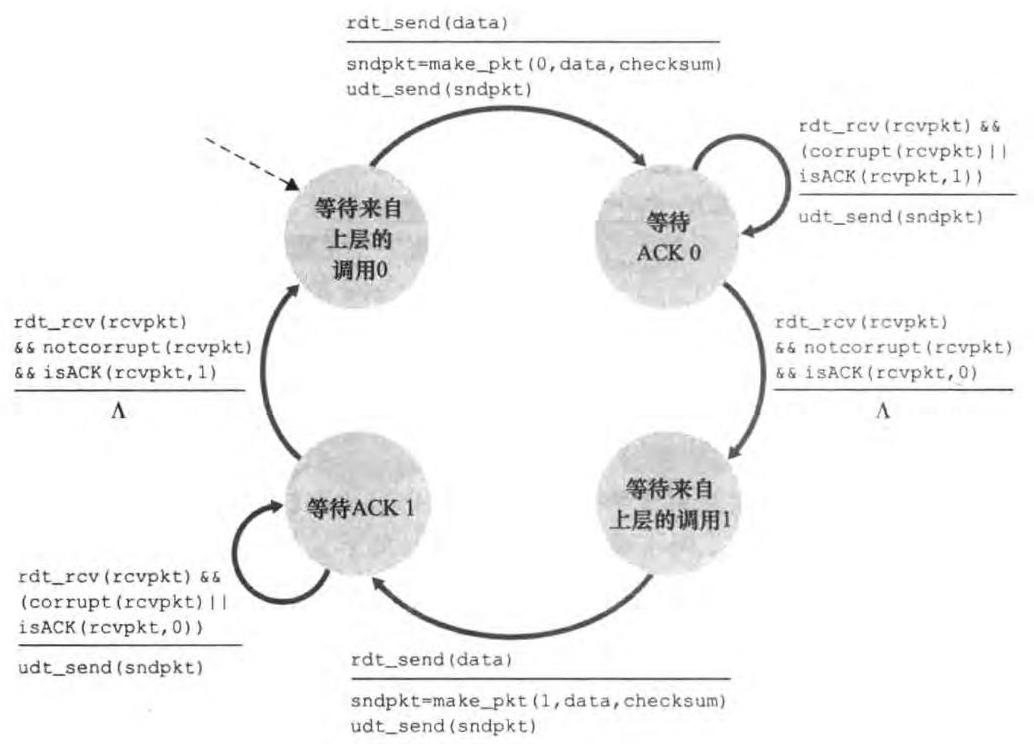 rdt_send(data)
sndpkt=make_pkt(0,data,checksum)
udt_send(sndpkt)
rdt_rcv(rcvpkt) &&
(corrupt(rcvpkt)||
isACK(rcvpkt,1))
udt_send(sndpkt)
等待来自
上层的
调用0
等待
ACK 0
rdt_rcv(rcvpkt)
&& notcorrupt(rcvpkt)
&& isACK(rcvpkt,1)
Λ
rdt_rcv(rcvpkt)
&& notcorrupt(rcvpkt)
&& isACK(rcvpkt,0)
Λ
等待ACK 1
等待来自
上层的调用1
rdt_rcv(rcvpkt) &&
(corrupt(rcvpkt)||
isACK(rcvpkt,0))
udt_send(sndpkt)
rdt_send(data)
sndpkt=make_pkt(1,data,checksum)
udt_send(sndpkt)